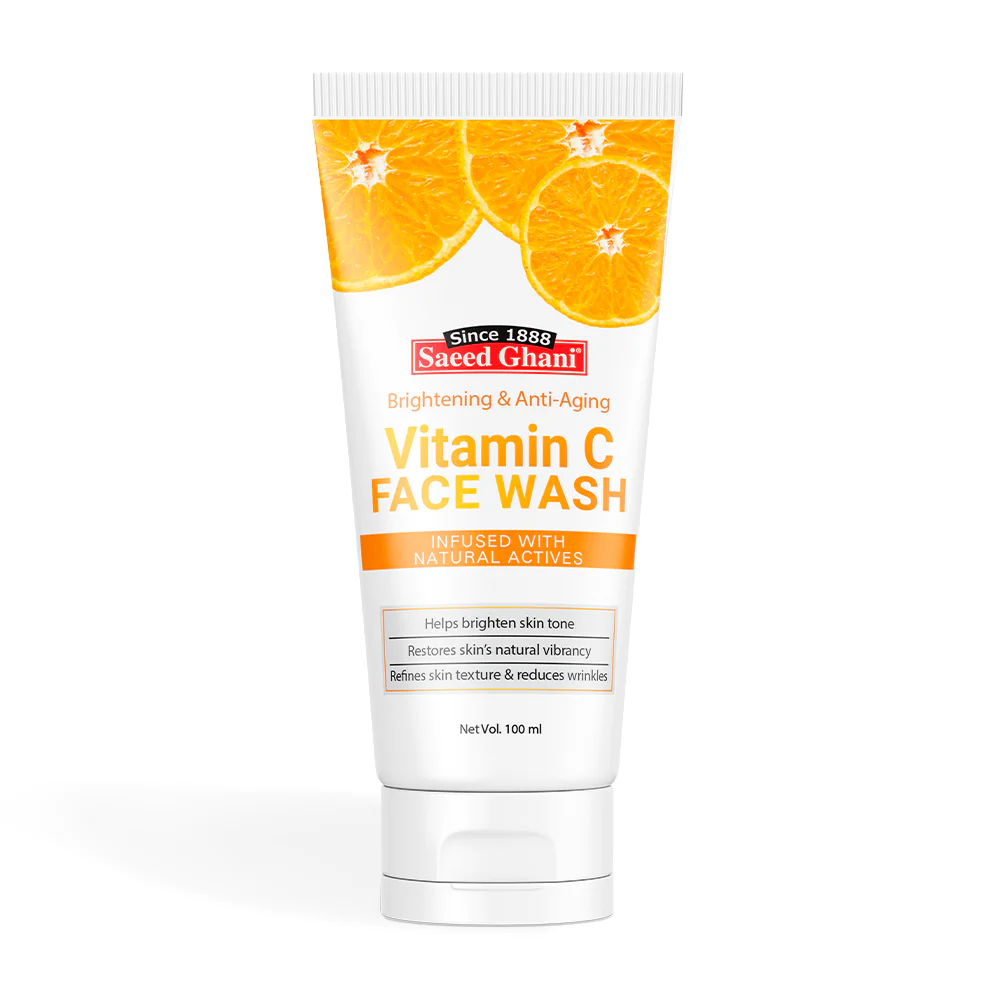 Since 1888
Saeed Ghani®
Brightening & Anti-Aging
Vitamin C
FACE WASH
INFUSED WITH
NATURAL ACTIVES
Helps brighten skin tone
Restores skin's natural vibrancy
Refines skin texture & reduces wrinkles
Net Vol. 100 ml